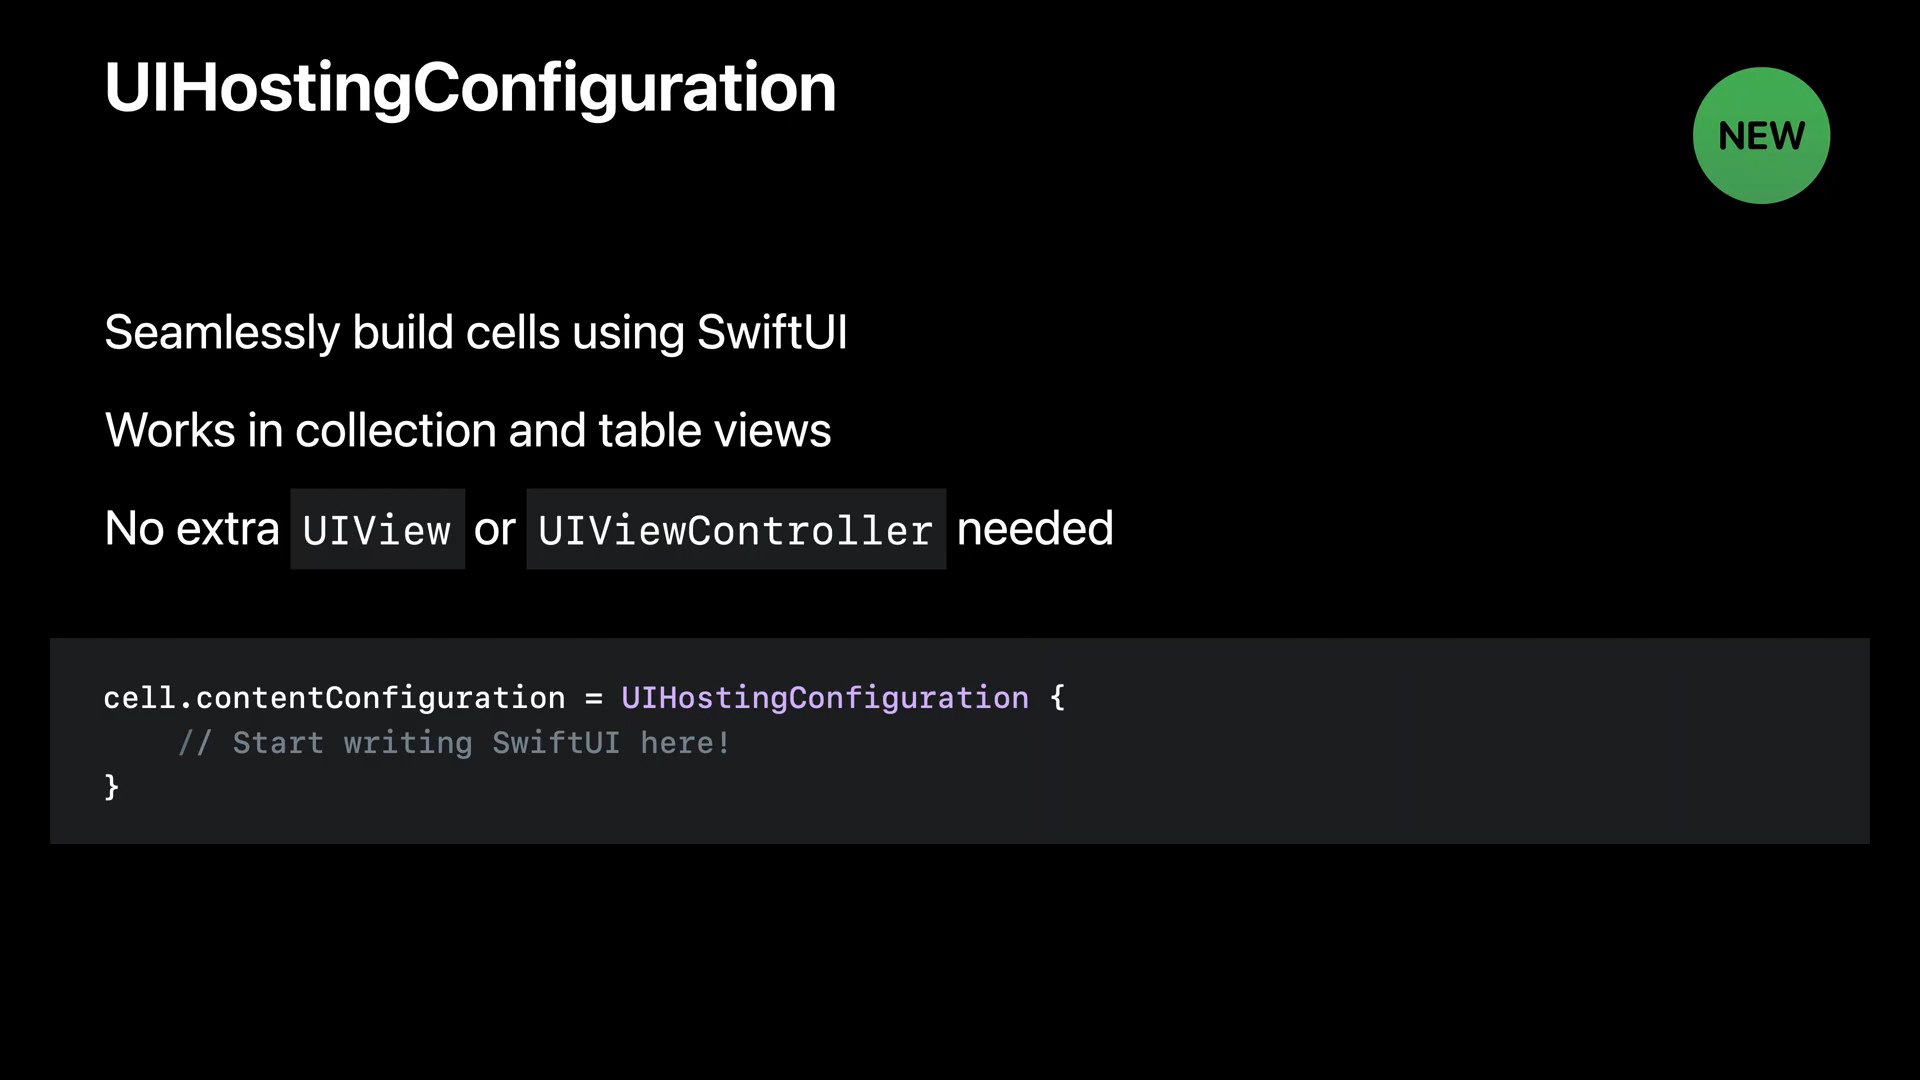 UIHostingConfiguration
NEW
Seamlessly build cells using SwiftUI
Works in collection and table views
No extra UIView or UIViewController needed
cell.contentConfiguration = UIHostingConfiguration {
    // Start writing SwiftUI here!
}